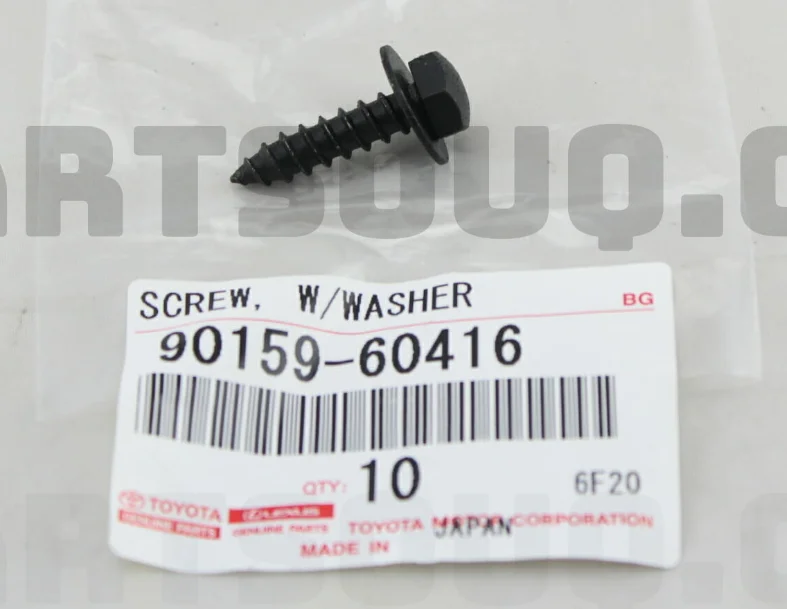 PARTSOUQ.C
SCREW, W/WASHER BG
90159-60416
QTY: 10 6F20
TOYOTA LEXUS
GENUINE PARTS GENUINE PARTS TOYOTA MOTOR CORPORATION
MADE IN JAPAN